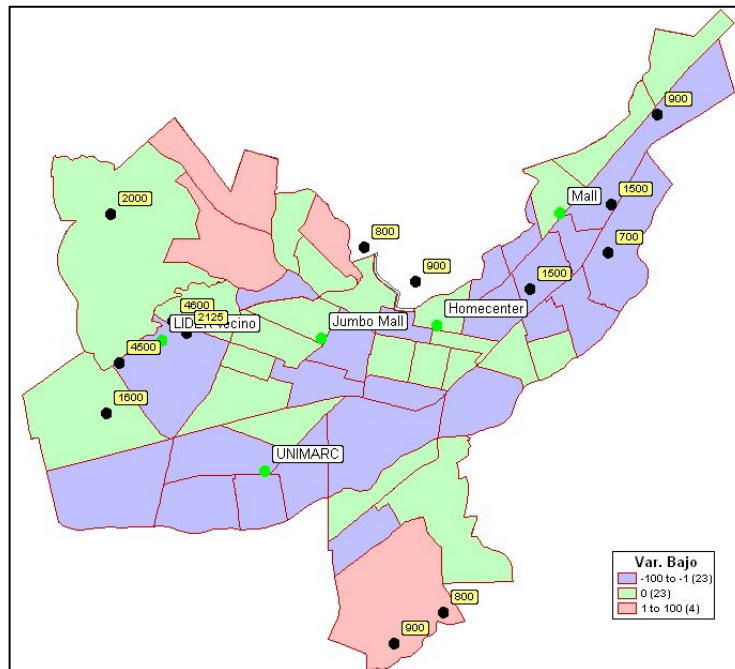 900
2000
1500
Mall
800
700
900
1500
4600
2125
LIDER Vecino
Jumbo Mall
Homecenter
4500
1600
UNIMARC
Var. Bajo
-100 to -1 (23)
0 (23)
1 to 100 (4)
800
900